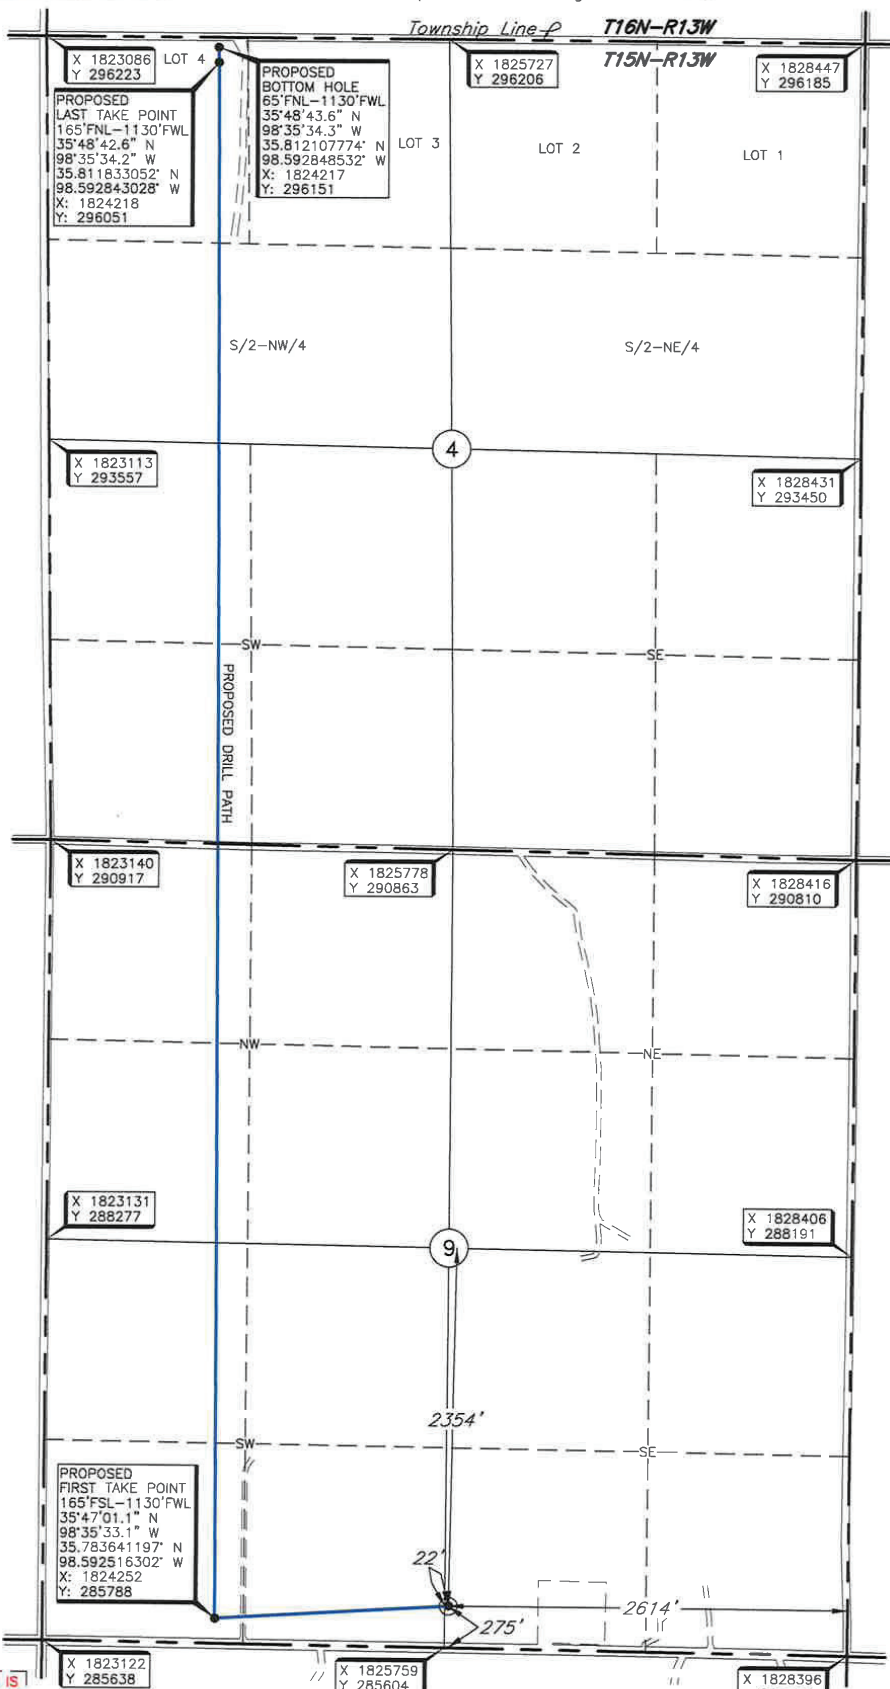 Township Line
T16N-R13W
T15N-R13W
X 1823086
Y 296223
LOT 4
X 1825727
Y 296206
X 1828447
Y 296185
PROPOSED
LAST TAKE POINT
165'FNL-1130'FWL
35°48'42.6" N
98°35'34.2" W
35.811833052° N
98.592843028° W
X: 1824218
Y: 296051
PROPOSED
BOTTOM HOLE
65'FNL-1130'FWL
35°48'43.6" N
98°35'34.3" W
35.812107774° N
98.592848532° W
X: 1824217
Y: 296151
LOT 3
LOT 2
LOT 1
S/2-NW/4
S/2-NE/4
4
X 1823113
Y 293557
X 1828431
Y 293450
SW
SE
PROPOSED DRILL PATH
X 1823140
Y 290917
X 1825778
Y 290863
X 1828416
Y 290810
NW
NE
X 1823131
Y 288277
X 1828406
Y 288191
9
2354'
SW
SE
PROPOSED
FIRST TAKE POINT
165'FSL-1130'FWL
35°47'01.1" N
98°35'33.1" W
35.783641197° N
98.592516302° W
X: 1824252
Y: 285788
22'
2614'
275'
X 1823122
Y 285638
X 1825759
Y 285604
X 1828396
IS